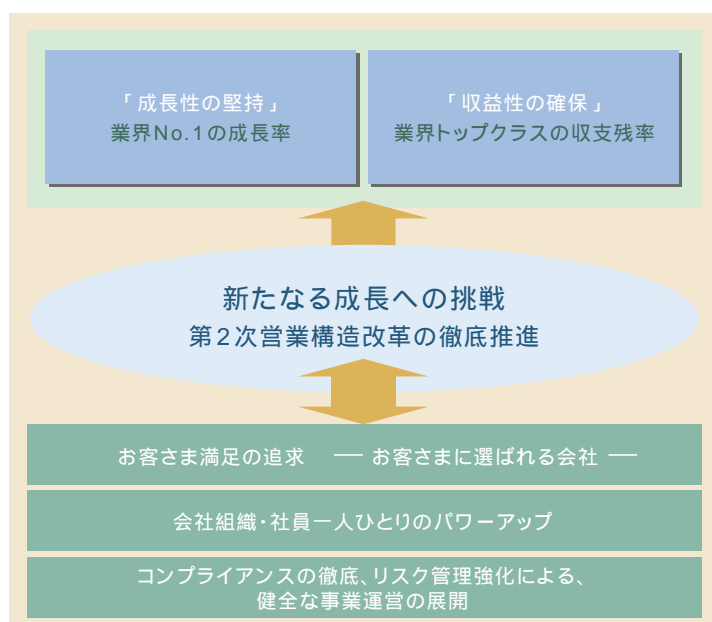 「成長性の堅持」
業界No.1の成長率
「収益性の確保」
業界トップクラスの収支残率
新たなる成長への挑戦
第2次営業構造改革の徹底推進
お客さま満足の追求 ── お客さまに選ばれる会社 ──
会社組織・社員一人ひとりのパワーアップ
コンプライアンスの徹底、リスク管理強化による、
健全な事業運営の展開